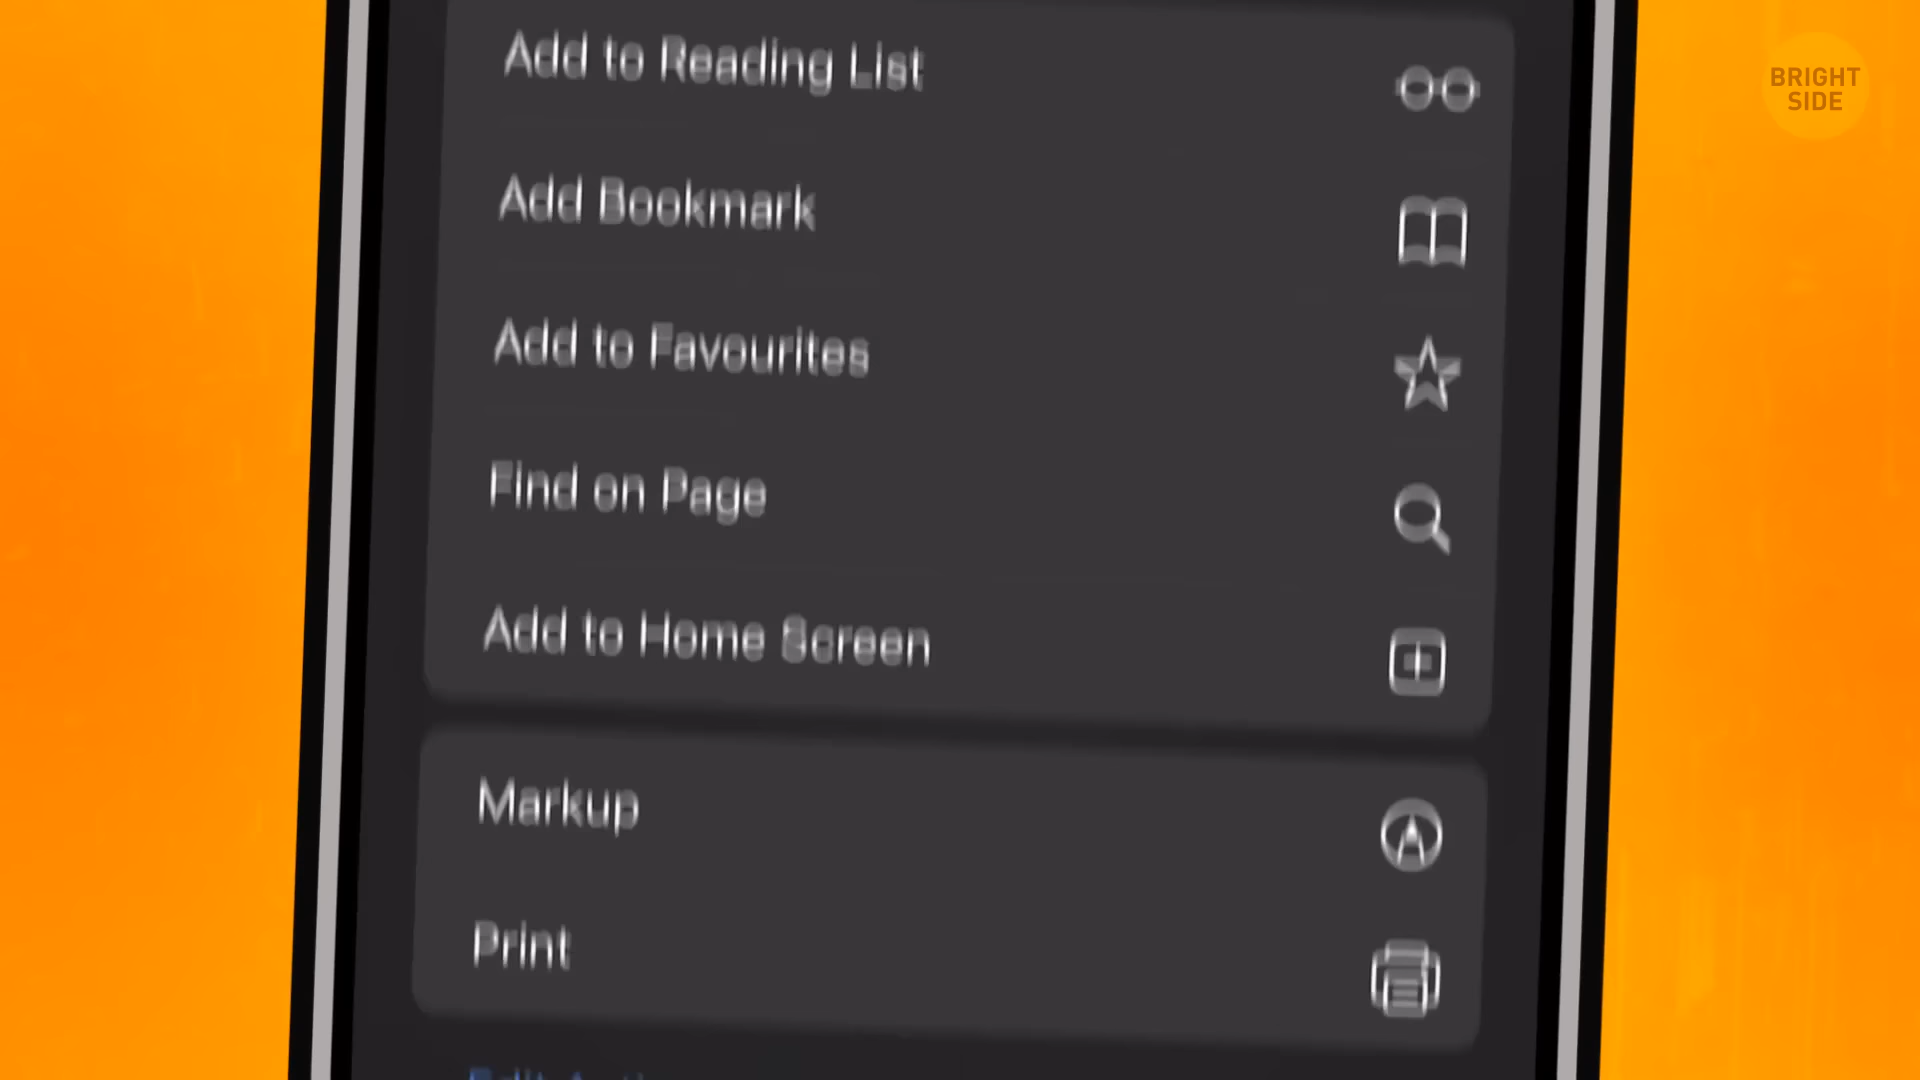 Add to Reading List
BRIGHT
SIDE
Add Bookmark
Add to Favourites
Find on Page
Add to Home Screen
Markup
Print